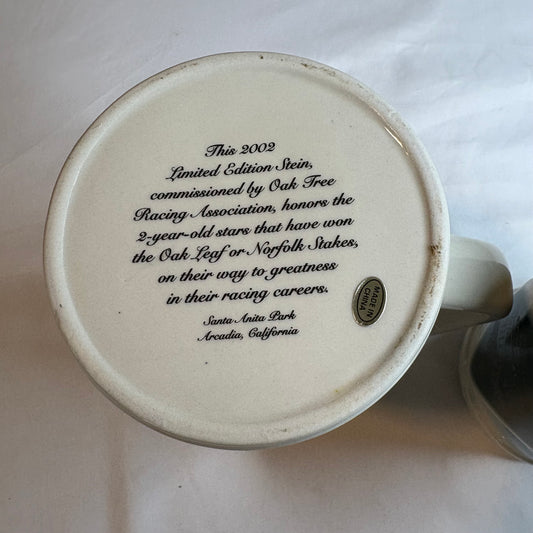 This 2002
Limited Edition Stein,
commissioned by Oak Tree
Racing Association, honors the
2-year-old stars that have won
the Oak Leaf or Norfolk Stakes,
on their way to greatness
in their racing careers.
Santa Anita Park
Arcadia, California
MADE IN
CHINA